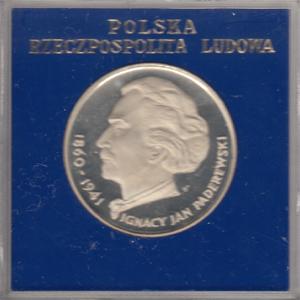 POLSKA
RZECZPOSPOLITA LUDOWA
1860-1941
IGNACY JAN PADEREWSKI